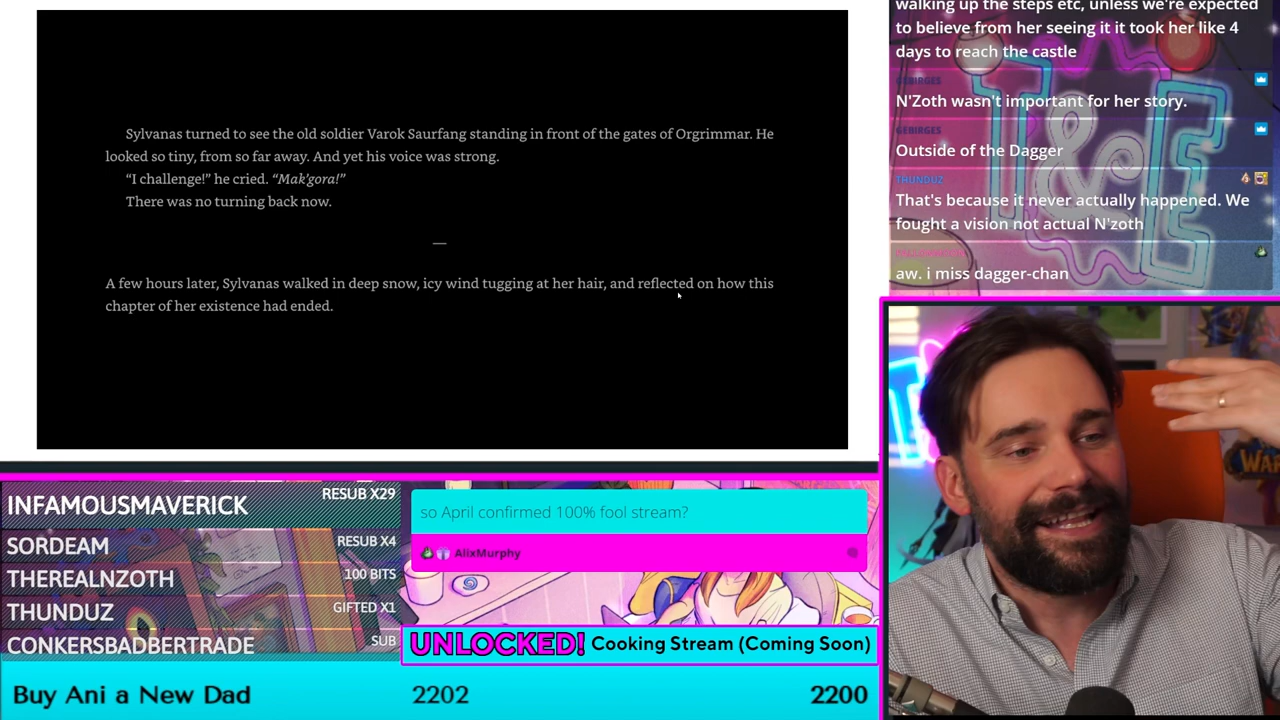 Sylvanas turned to see the old soldier Varok Saurfang standing in front of the gates of Orgrimmar. He
looked so tiny, from so far away. And yet his voice was strong.
“I challenge!” he cried. “Mak'gora!”
There was no turning back now.
—
A few hours later, Sylvanas walked in deep snow, icy wind tugging at her hair, and reflected on how this
chapter of her existence had ended.
walking up the steps etc, unless we're expected
to believe from her seeing it it took her like 4
days to reach the castle
GEBIRGES
N'Zoth wasn't important for her story.
GEBIRGES
Outside of the Dagger
THUNDUZ
That's because it never actually happened. We
fought a vision not actual N'zoth
aw. i miss dagger-chan
INFAMOUSMAVERICK
RESUB X29
SORDEAM
RESUB X4
THEREALNZOTH
100 BITS
THUNDUZ
GIFTED X1
CONKERSBADBERTRADE
SUB
so April confirmed 100% fool stream?
AlixMurphy
UNLOCKED! Cooking Stream (Coming Soon)
Buy Ani a New Dad
2202
2200